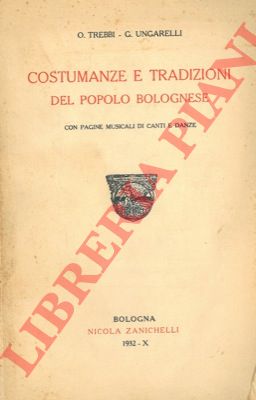 O. TREBBI - G. UNGARELLI
COSTUMANZE E TRADIZIONI
DEL POPOLO BOLOGNESE
CON PAGINE MUSICALI DI CANTI E DANZE
BOLOGNA
NICOLA ZANICHELLI
1932 - X
LIBRERIA PIANI